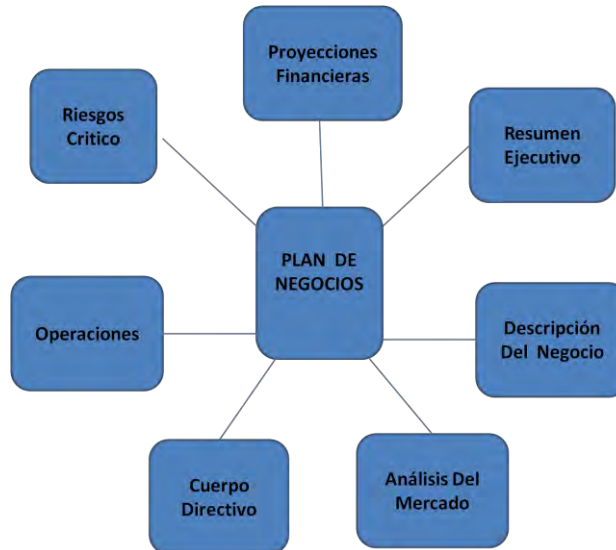 Proyecciones
Financieras
Riesgos
Critico
Resumen
Ejecutivo
PLAN DE
NEGOCIOS
Operaciones
Descripción
Del Negocio
Cuerpo
Directivo
Análisis Del
Mercado